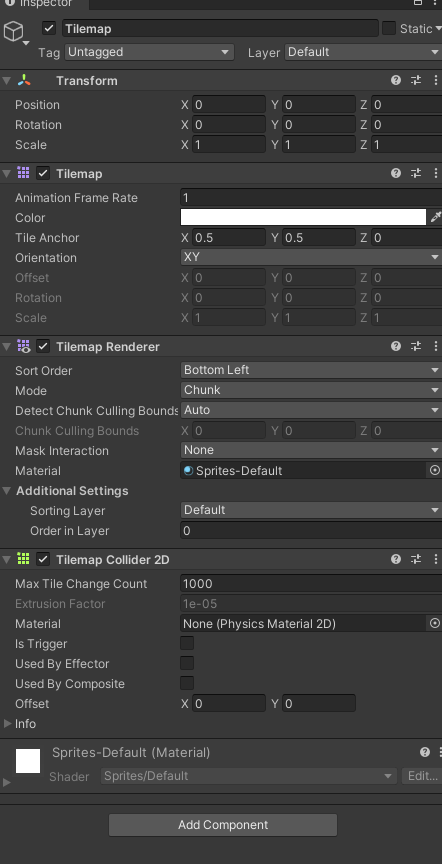 Inspector
Tilemap Static
Tag Untagged Layer Default
Transform
Position X 0 Y 0 Z 0
Rotation X 0 Y 0 Z 0
Scale X 1 Y 1 Z 1
Tilemap
Animation Frame Rate 1
Color
Tile Anchor X 0.5 Y 0.5 Z 0
Orientation XY
Offset X 0 Y 0 Z 0
Rotation X 0 Y 0 Z 0
Scale X 1 Y 1 Z 1
Tilemap Renderer
Sort Order Bottom Left
Mode Chunk
Detect Chunk Culling Bounds Auto
Chunk Culling Bounds X 0 Y 0 Z 0
Mask Interaction None
Material Sprites-Default
Additional Settings
Sorting Layer Default
Order in Layer 0
Tilemap Collider 2D
Max Tile Change Count 1000
Extrusion Factor 1e-05
Material None (Physics Material 2D)
Is Trigger
Used By Effector
Used By Composite
Offset X 0 Y 0
Info
Sprites-Default (Material)
Shader Sprites/Default Edit...
Add Component